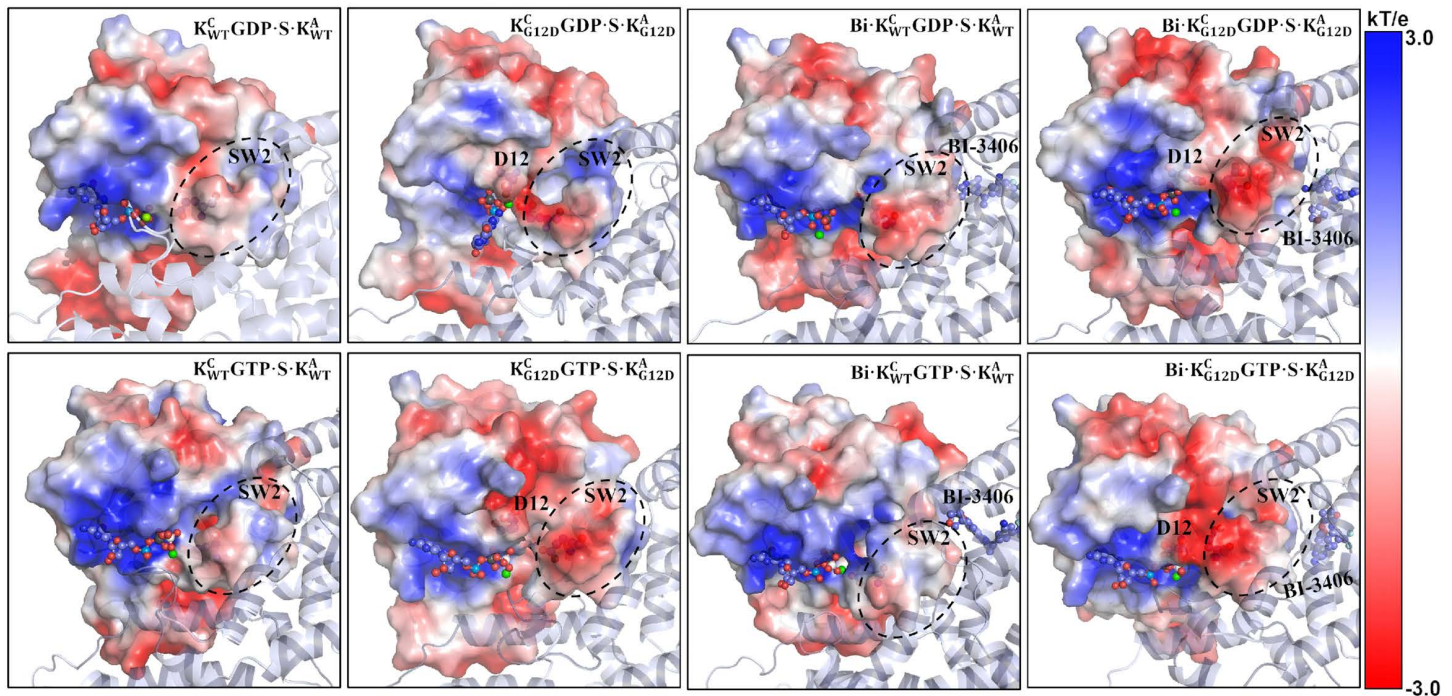 K^C_WT GDP·S·K^A_WT
SW2
K^C_G12D GDP·S·K^A_G12D
D12
SW2
Bi·K^C_WT GDP·S·K^A_WT
SW2
BI-3406
Bi·K^C_G12D GDP·S·K^A_G12D
D12
SW2
BI-3406
kT/e
3.0
K^C_WT GTP·S·K^A_WT
SW2
K^C_G12D GTP·S·K^A_G12D
D12
SW2
Bi·K^C_WT GTP·S·K^A_WT
BI-3406
SW2
Bi·K^C_G12D GTP·S·K^A_G12D
SW2
D12
BI-3406
-3.0